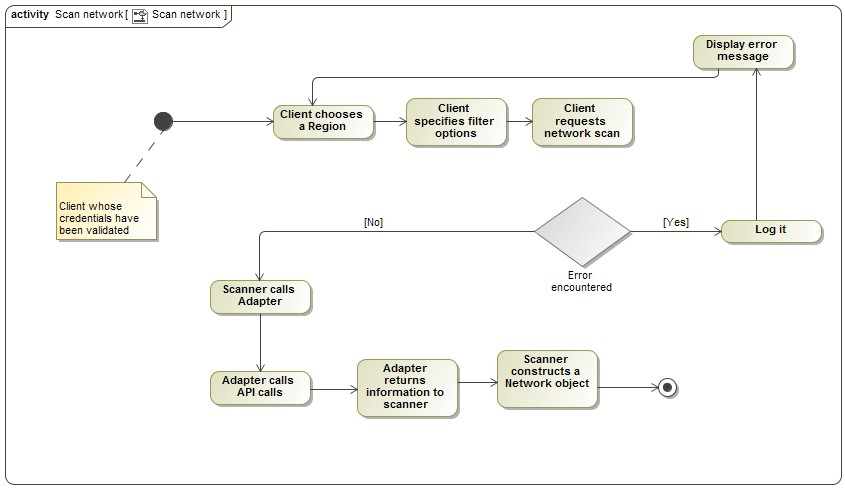 activity Scan network [ Scan network ]
Display error
message
Client chooses
a Region
Client
specifies filter
options
Client
requests
network scan
Client whose
credentials have
been validated
[No]
[Yes]
Log it
Error
encountered
Scanner calls
Adapter
Adapter calls
API calls
Adapter
returns
information to
scanner
Scanner
constructs a
Network object